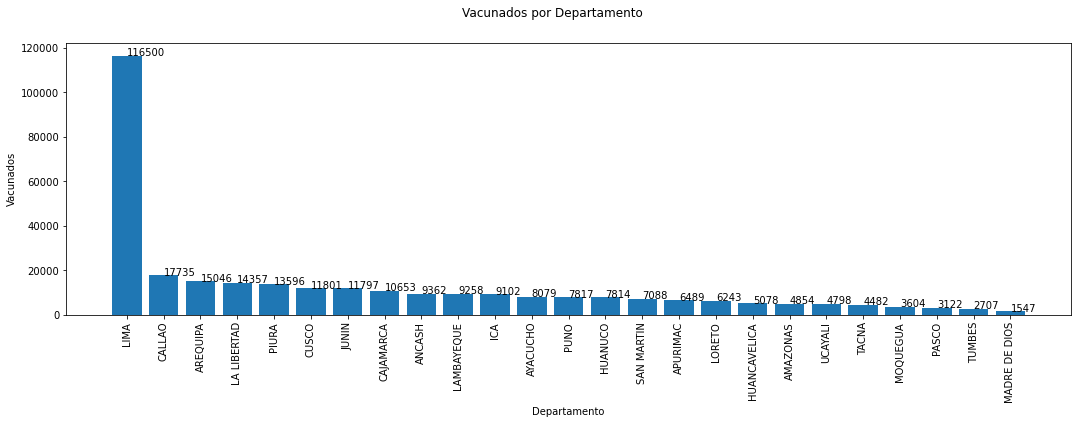 Vacunados por Departamento
120000
100000
80000
60000
40000
20000
0
Vacunados
116500
17735
15046
14357
13596
11801
11797
10653
9362
9258
9102
8079
7817
7814
7088
6489
6243
5078
4854
4798
4482
3604
3122
2707
1547
LIMA
CALLAO
AREQUIPA
LA LIBERTAD
PIURA
CUSCO
JUNIN
CAJAMARCA
ANCASH
LAMBAYEQUE
ICA
AYACUCHO
PUNO
HUANUCO
SAN MARTIN
APURIMAC
LORETO
HUANCAVELICA
AMAZONAS
UCAYALI
TACNA
MOQUEGUA
PASCO
TUMBES
MADRE DE DIOS
Departamento